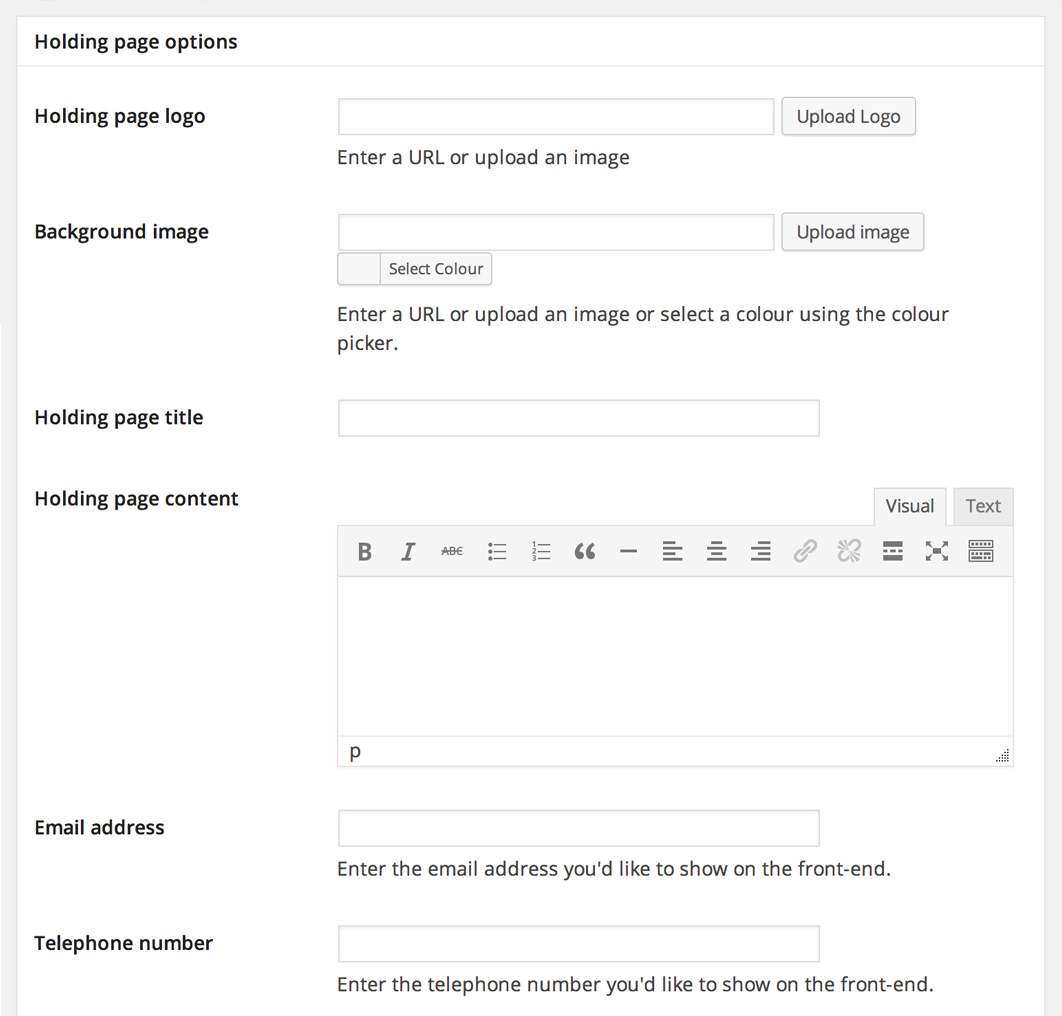 Holding page options
Holding page logo
Upload Logo
Enter a URL or upload an image
Background image
Upload image
Select Colour
Enter a URL or upload an image or select a colour using the colour
picker.
Holding page title
Holding page content
Visual
Text
B I ABC
p
Email address
Enter the email address you'd like to show on the front-end.
Telephone number
Enter the telephone number you'd like to show on the front-end.